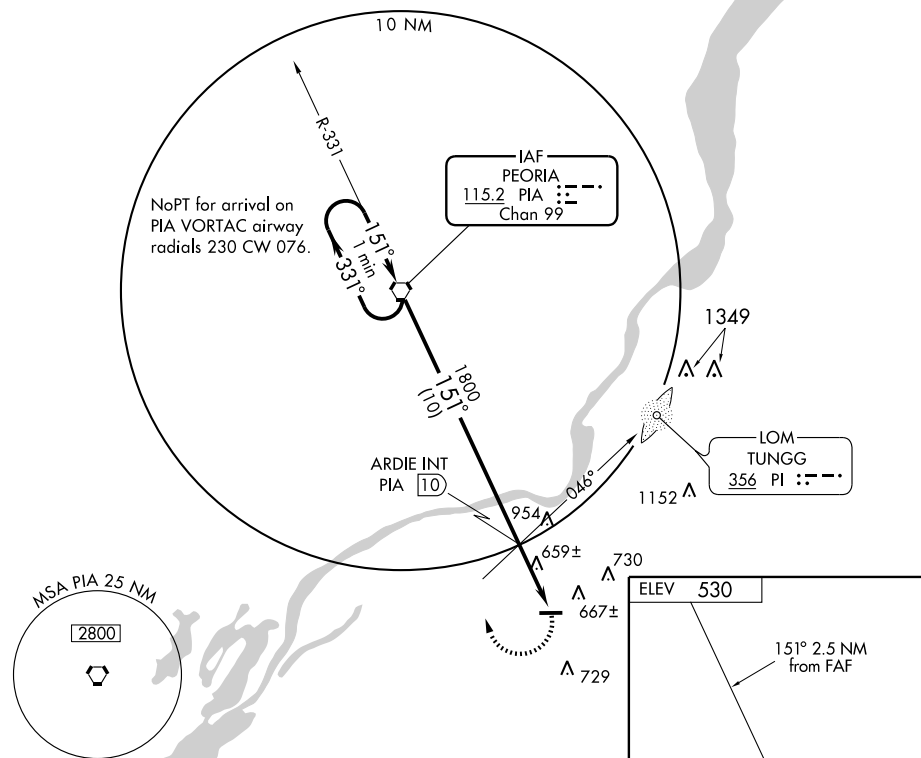 10 NM
R-331
IAF
PEORIA
115.2 PIA
Chan 99
NoPT for arrival on
PIA VORTAC airway
radials 230 CW 076.
151°
1 min
331°
1349
1800
151°
(10)
LOM
TUNGG
356 PI
ARDIE INT
PIA 10
046°
1152
954
659±
730
667±
729
MSA PIA 25 NM
2800
ELEV 530
151° 2.5 NM
from FAF